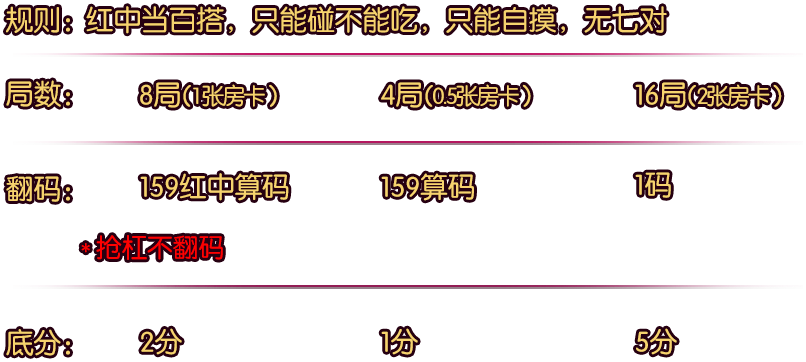 规则：红中当百搭，只能碰不能吃，只能自摸，无七对
局数： 8局(1张房卡) 4局(0.5张房卡) 16局(2张房卡)
翻码： 159红中算码 159算码 1码
*抢杠不翻码
底分： 2分 1分 5分